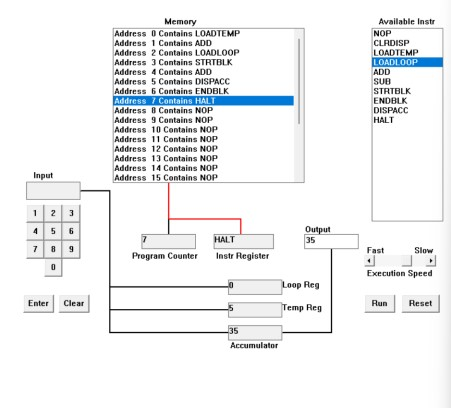 Memory
Available Instr
Address 0 Contains LOADTEMP
Address 1 Contains ADD
Address 2 Contains LOADLOOP
Address 3 Contains STRTBLK
Address 4 Contains ADD
Address 5 Contains DISPACC
Address 6 Contains ENDBLK
Address 7 Contains HALT
Address 8 Contains NOP
Address 9 Contains NOP
Address 10 Contains NOP
Address 11 Contains NOP
Address 12 Contains NOP
Address 13 Contains NOP
Address 14 Contains NOP
Address 15 Contains NOP
NOP
CLRDISP
LOADTEMP
LOADLOOP
ADD
SUB
STRTBLK
ENDBLK
DISPACC
HALT
Input
1 2 3
4 5 6
7 8 9
0
Enter Clear
7
Program Counter
HALT
Instr Register
Output
35
Fast Slow
Execution Speed
0 Loop Reg
5 Temp Reg
35
Accumulator
Run Reset